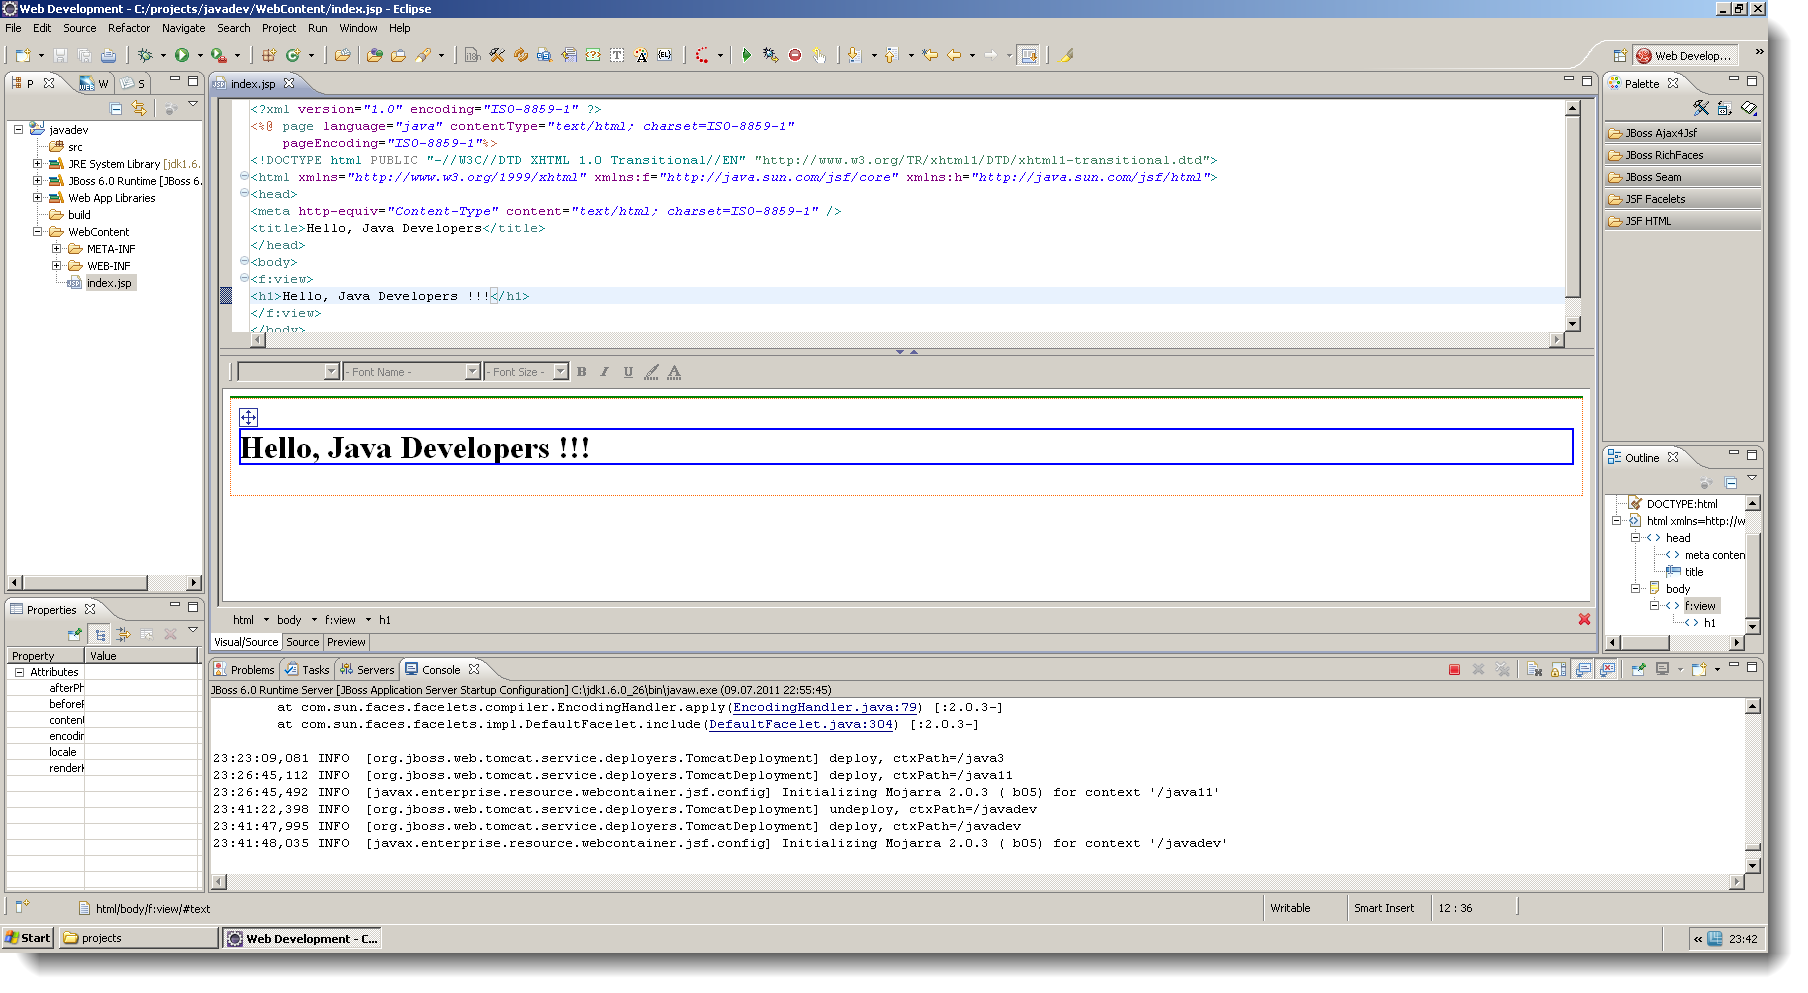 Web Development - C:/projects/javadev/WebContent/index.jsp - Eclipse
File Edit Source Refactor Navigate Search Project Run Window Help
Web Develop... »
P W S
javadev
src
JRE System Library [jdk1.6.
JBoss 6.0 Runtime [JBoss 6.
Web App Libraries
build
WebContent
META-INF
WEB-INF
index.jsp
index.jsp
<?xml version="1.0" encoding="ISO-8859-1" ?>
<%@ page language="java" contentType="text/html; charset=ISO-8859-1"
pageEncoding="ISO-8859-1"%>
<!DOCTYPE html PUBLIC "-//W3C//DTD XHTML 1.0 Transitional//EN" "http://www.w3.org/TR/xhtml1/DTD/xhtml1-transitional.dtd">
<html xmlns="http://www.w3.org/1999/xhtml" xmlns:f="http://java.sun.com/jsf/core" xmlns:h="http://java.sun.com/jsf/html">
<head>
<meta http-equiv="Content-Type" content="text/html; charset=ISO-8859-1" />
<title>Hello, Java Developers</title>
</head>
<body>
<f:view>
<h1>Hello, Java Developers !!!</h1>
</f:view>
</body>
- Font Name - - Font Size - B I U A
Hello, Java Developers !!!
html body f:view h1
Visual/Source Source Preview
Palette
JBoss Ajax4Jsf
JBoss RichFaces
JBoss Seam
JSF Facelets
JSF HTML
Outline
DOCTYPE:html
html xmlns=http://w
head
meta conten
title
body
f:view
h1
Properties
Property Value
Attributes
afterPh
beforeP
content
encodin
locale
renderK
Problems Tasks Servers Console
JBoss 6.0 Runtime Server [JBoss Application Server Startup Configuration] C:\jdk1.6.0_26\bin\javaw.exe (09.07.2011 22:55:45)
at com.sun.faces.facelets.compiler.EncodingHandler.apply(EncodingHandler.java:79) [:2.0.3-]
at com.sun.faces.facelets.impl.DefaultFacelet.include(DefaultFacelet.java:304) [:2.0.3-]
23:23:09,081 INFO [org.jboss.web.tomcat.service.deployers.TomcatDeployment] deploy, ctxPath=/java3
23:26:45,112 INFO [org.jboss.web.tomcat.service.deployers.TomcatDeployment] deploy, ctxPath=/java11
23:26:45,492 INFO [javax.enterprise.resource.webcontainer.jsf.config] Initializing Mojarra 2.0.3 ( b05) for context '/java11'
23:41:22,398 INFO [org.jboss.web.tomcat.service.deployers.TomcatDeployment] undeploy, ctxPath=/javadev
23:41:47,995 INFO [org.jboss.web.tomcat.service.deployers.TomcatDeployment] deploy, ctxPath=/javadev
23:41:48,035 INFO [javax.enterprise.resource.webcontainer.jsf.config] Initializing Mojarra 2.0.3 ( b05) for context '/javadev'
html/body/f:view/#text Writable Smart Insert 12 : 36
Start projects Web Development - C... « 23:42